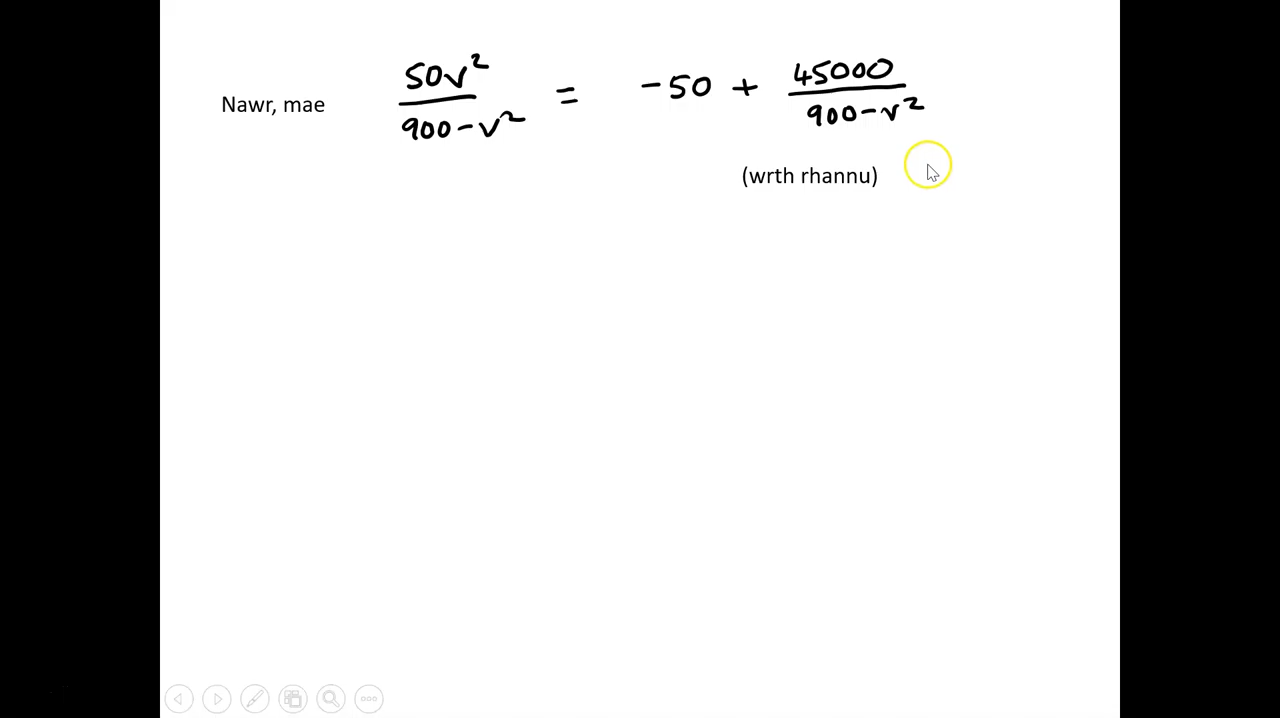 Nawr, mae 50v²/(900-v²) = -50 + 45000/(900-v²)
(wrth rhannu)